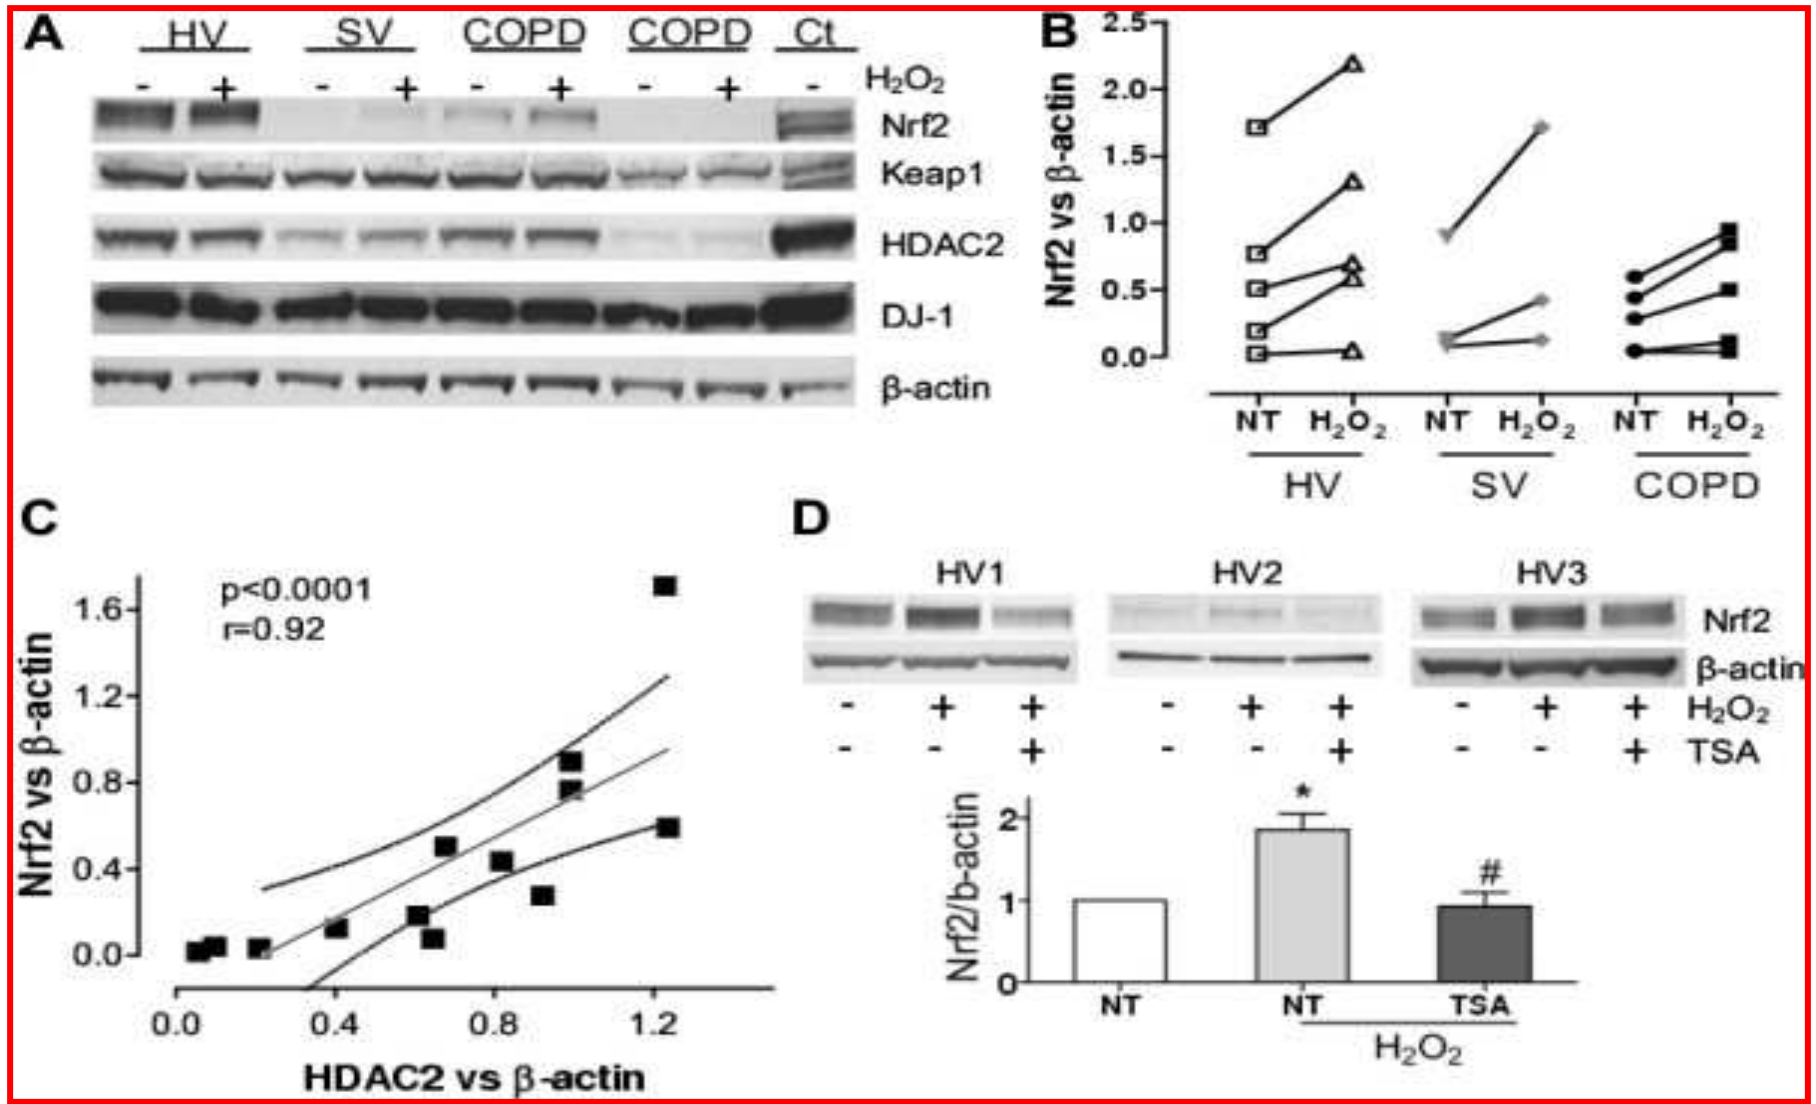 A
HV SV COPD COPD Ct
- + - + - + - + - H₂O₂
Nrf2
Keap1
HDAC2
DJ-1
β-actin
B
Nrf2 vs β-actin
2.5
2.0
1.5
1.0
0.5
0.0
NT H₂O₂ NT H₂O₂ NT H₂O₂
HV SV COPD
C
p<0.0001
r=0.92
Nrf2 vs β-actin
1.6
1.2
0.8
0.4
0.0
0.0 0.4 0.8 1.2
HDAC2 vs β-actin
D
HV1 HV2 HV3
Nrf2
β-actin
- + + - + + - + + H₂O₂
- - + - - + - - + TSA
Nrf2/b-actin
2
1
0
*
#
NT NT TSA
H₂O₂